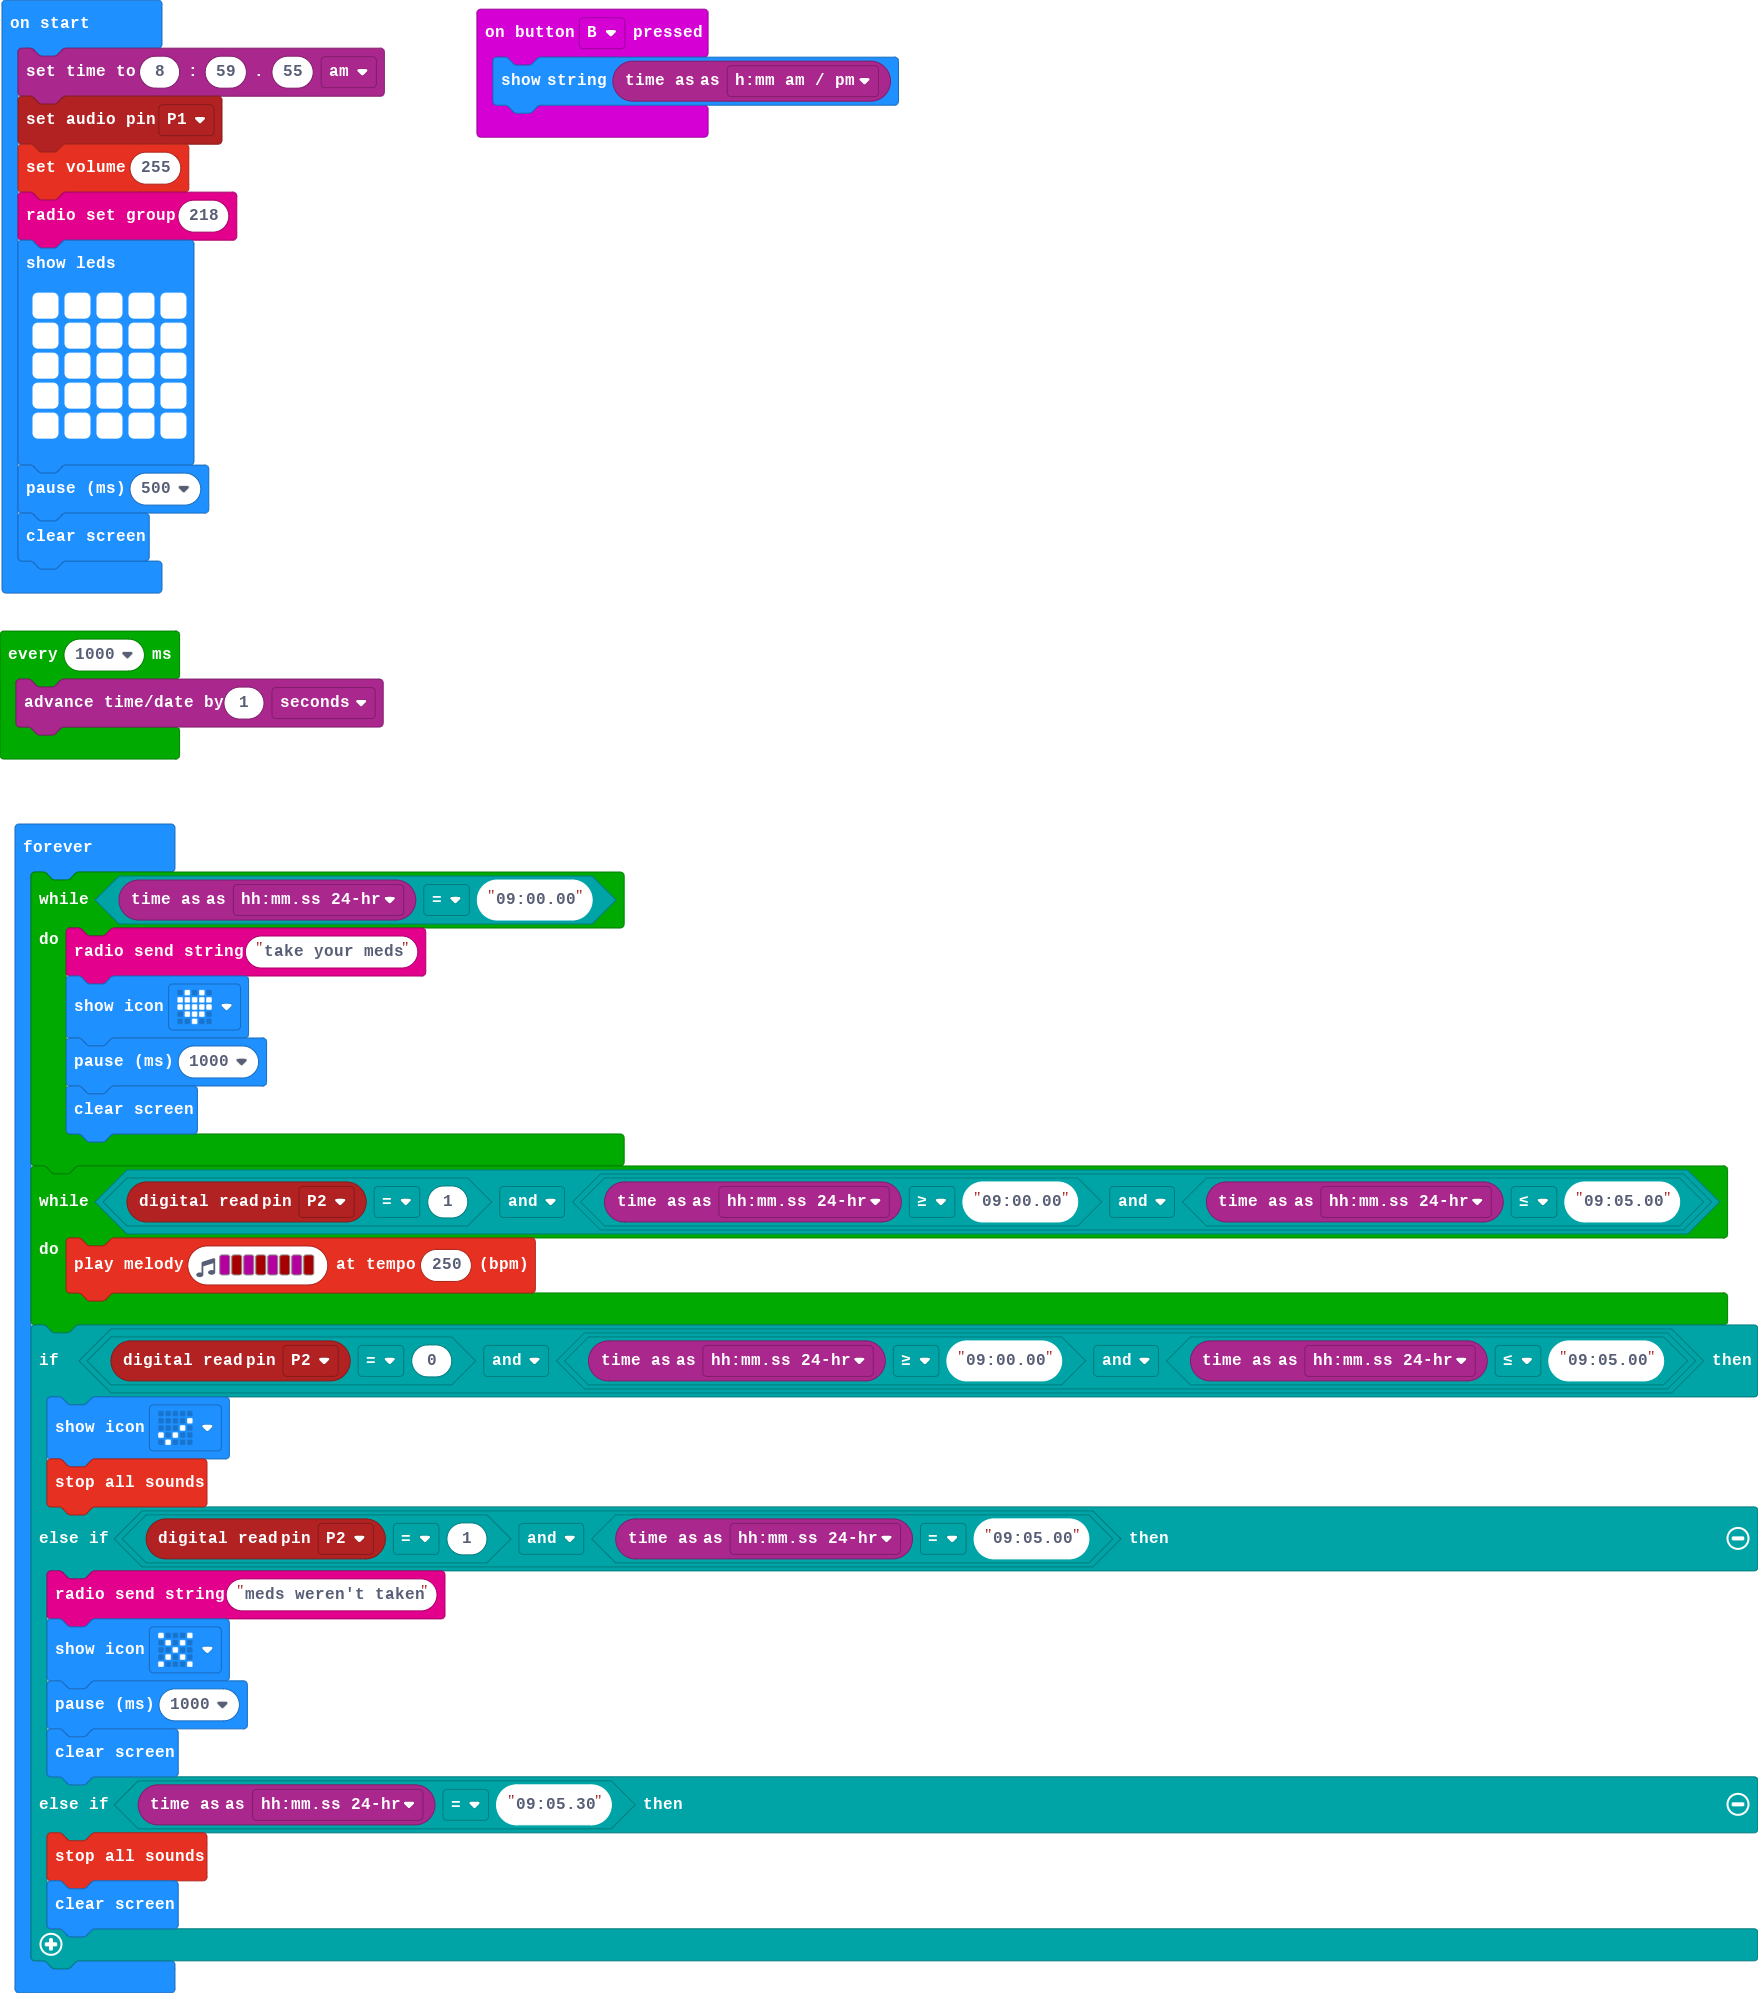 on start
set time to 8 : 59 . 55 am
set audio pin P1
set volume 255
radio set group 218
show leds
pause (ms) 500
clear screen
on button B pressed
show string time as as h:mm am / pm
every 1000 ms
advance time/date by 1 seconds
forever
while time as as hh:mm.ss 24-hr = "09:00.00"
do
radio send string "take your meds"
show icon
pause (ms) 1000
clear screen
while digital read pin P2 = 1 and time as as hh:mm.ss 24-hr ≥ "09:00.00" and time as as hh:mm.ss 24-hr ≤ "09:05.00"
do
play melody at tempo 250 (bpm)
if digital read pin P2 = 0 and time as as hh:mm.ss 24-hr ≥ "09:00.00" and time as as hh:mm.ss 24-hr ≤ "09:05.00" then
show icon
stop all sounds
else if digital read pin P2 = 1 and time as as hh:mm.ss 24-hr = "09:05.00" then
radio send string "meds weren't taken"
show icon
pause (ms) 1000
clear screen
else if time as as hh:mm.ss 24-hr = "09:05.30" then
stop all sounds
clear screen